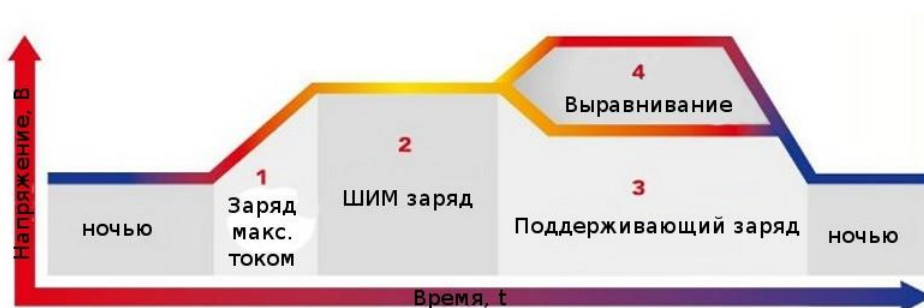 Напряжение, В
4
Выравнивание
2
1
ШИМ заряд
3
Заряд
макс.
током
Поддерживающий заряд
ночью
ночью
Время, t